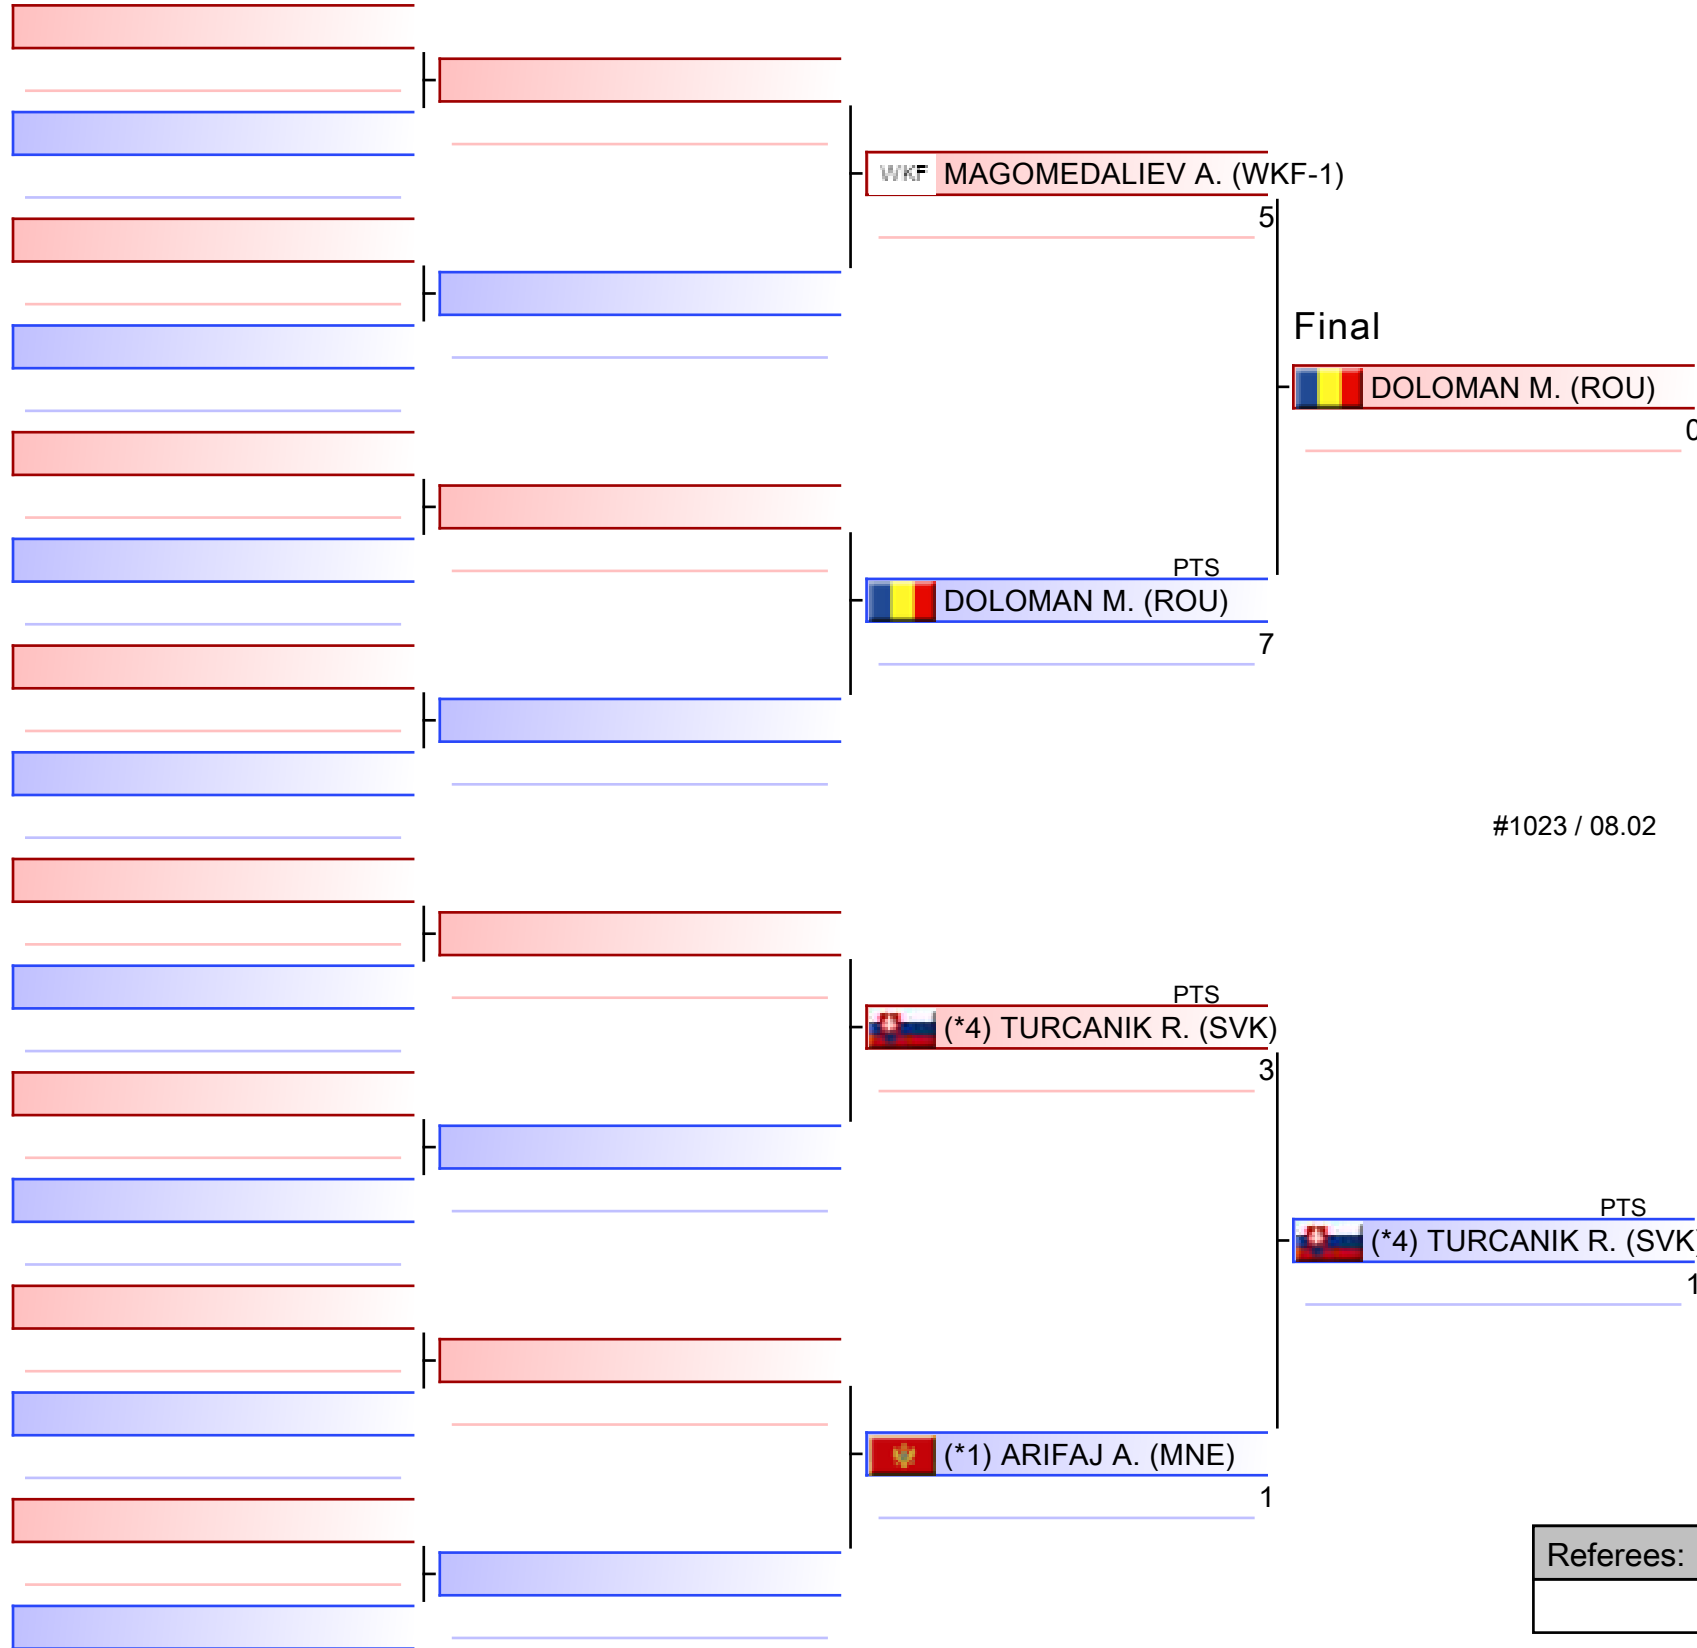 WKF MAGOMEDALIEV A. (WKF-1)
5
Final
DOLOMAN M. (ROU)
0
PTS
DOLOMAN M. (ROU)
7
#1023 / 08.02
PTS
(*4) TURCANIK R. (SVK)
3
PTS
(*4) TURCANIK R. (SVK)
1
(*1) ARIFAJ A. (MNE)
1
Referees: